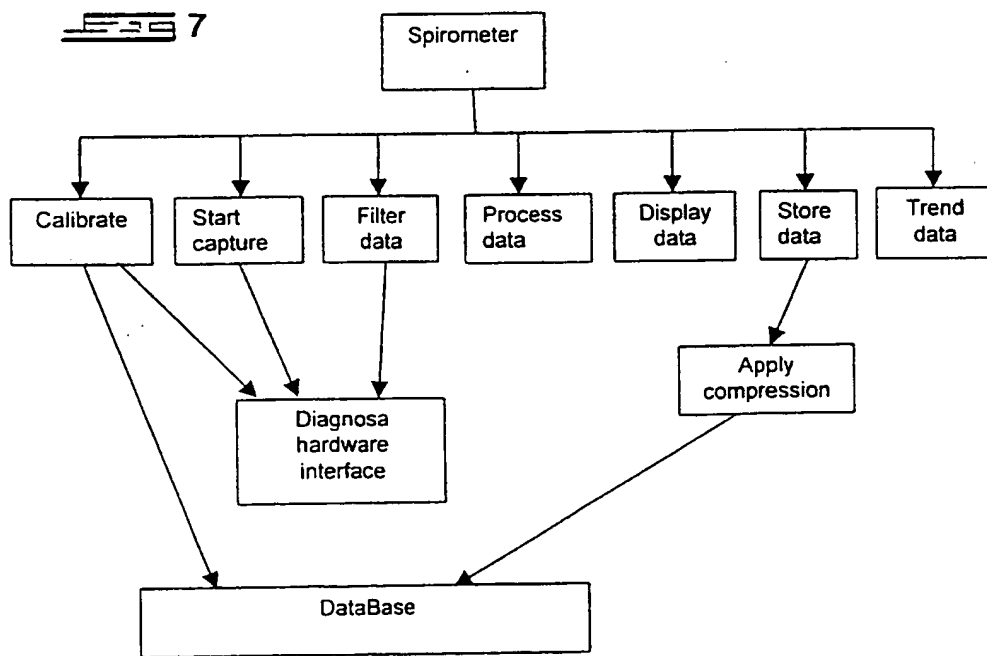 FIG 7
Spirometer
Calibrate
Start
capture
Filter
data
Process
data
Display
data
Store
data
Trend
data
Apply
compression
Diagnosa
hardware
interface
DataBase